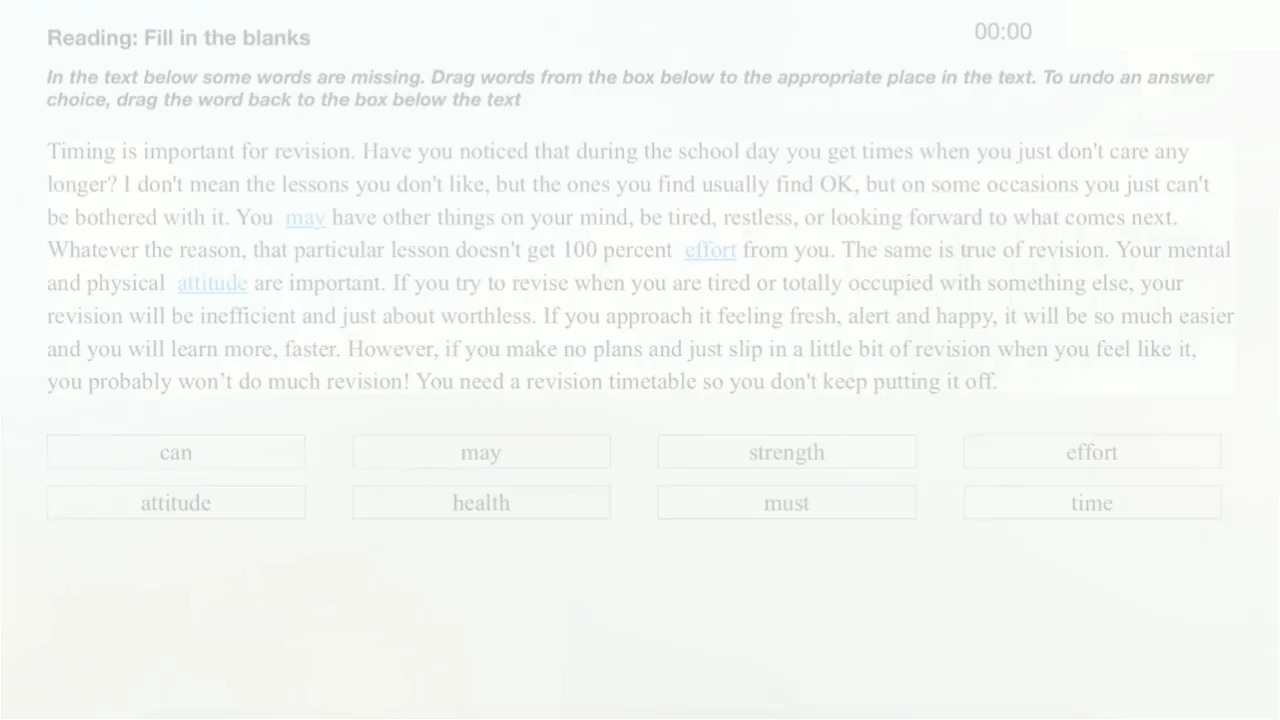 Reading: Fill in the blanks
00:00
In the text below some words are missing. Drag words from the box below to the appropriate place in the text. To undo an answer
choice, drag the word back to the box below the text
Timing is important for revision. Have you noticed that during the school day you get times when you just don't care any
longer? I don't mean the lessons you don't like, but the ones you find usually find OK, but on some occasions you just can't
be bothered with it. You may have other things on your mind, be tired, restless, or looking forward to what comes next.
Whatever the reason, that particular lesson doesn't get 100 percent effort from you. The same is true of revision. Your mental
and physical attitude are important. If you try to revise when you are tired or totally occupied with something else, your
revision will be inefficient and just about worthless. If you approach it feeling fresh, alert and happy, it will be so much easier
and you will learn more, faster. However, if you make no plans and just slip in a little bit of revision when you feel like it,
you probably won’t do much revision! You need a revision timetable so you don't keep putting it off.
can may strength effort
attitude health must time